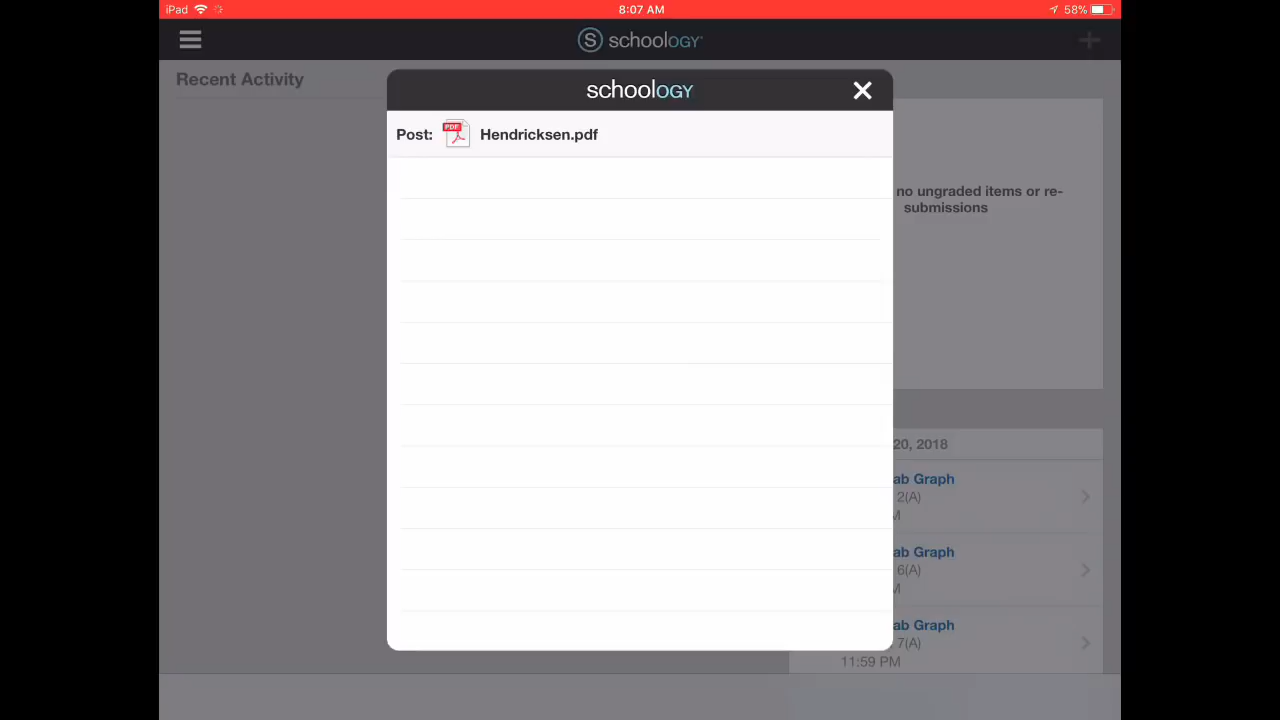 iPad
8:07 AM
58%
S schoology
Recent Activity
schoology
Post: PDF Hendricksen.pdf
no ungraded items or re-
submissions
20, 2018
ab Graph
2(A)
M
ab Graph
6(A)
M
ab Graph
7(A)
11:59 PM